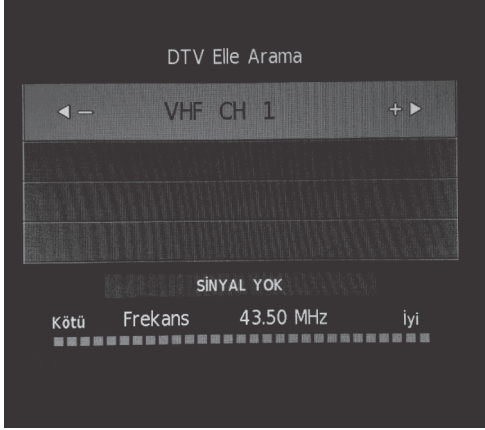 DTV Elle Arama
◄ – VHF CH 1 + ►
SİNYAL YOK
Kötü Frekans 43.50 MHz İyi